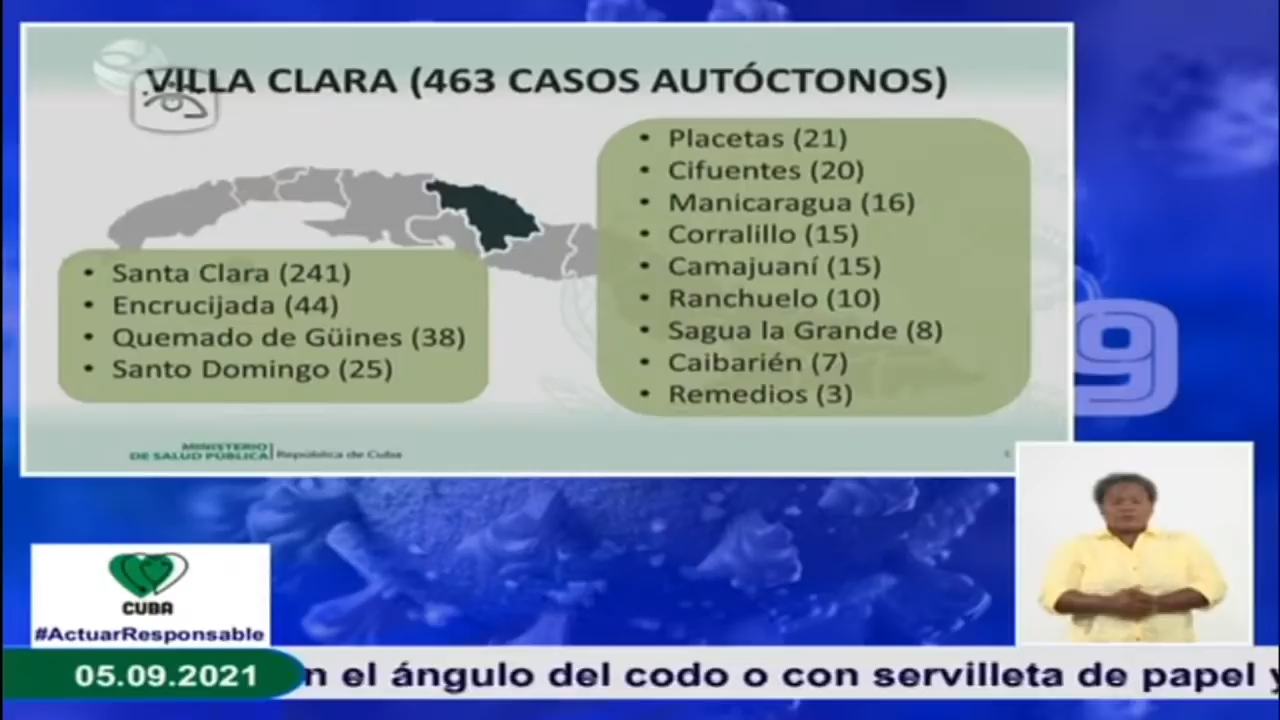 VILLA CLARA (463 CASOS AUTÓCTONOS)
• Santa Clara (241)
• Encrucijada (44)
• Quemado de Güines (38)
• Santo Domingo (25)
• Placetas (21)
• Cifuentes (20)
• Manicaragua (16)
• Corralillo (15)
• Camajuaní (15)
• Ranchuelo (10)
• Sagua la Grande (8)
• Caibarién (7)
• Remedios (3)
MINISTERIO
DE SALUD PÚBLICA
República de Cuba
9
CUBA
#ActuarResponsable
05.09.2021
n el ángulo del codo o con servilleta de papel y